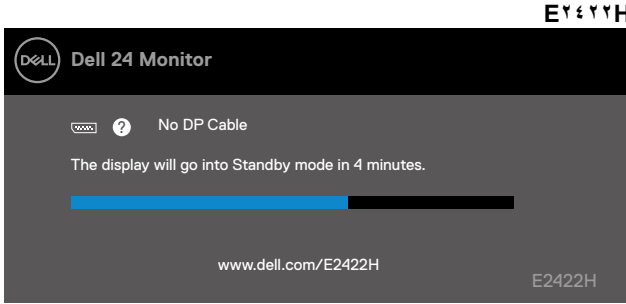 E٢٤٢٢H
DELL Dell 24 Monitor
? No DP Cable
The display will go into Standby mode in 4 minutes.
www.dell.com/E2422H
E2422H